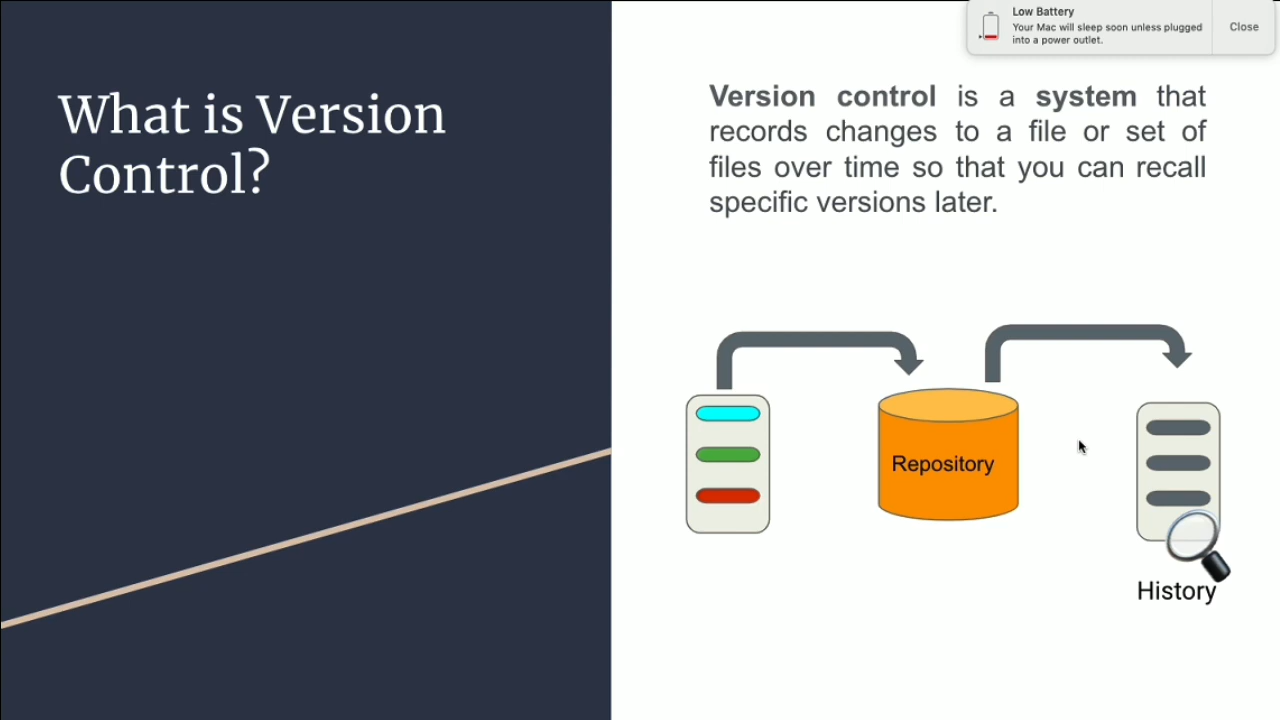 Low Battery
Your Mac will sleep soon unless plugged
into a power outlet.
Close
What is Version
Control?
Version control is a system that
records changes to a file or set of
files over time so that you can recall
specific versions later.
Repository
History